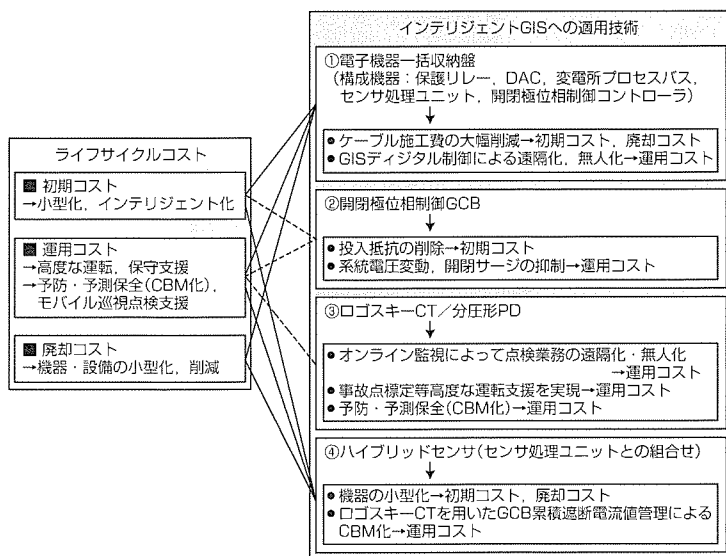 ライフサイクルコスト
■ 初期コスト
→小型化，インテリジェント化
■ 運用コスト
→高度な運転，保守支援
→予防・予測保全(CBM化)，
モバイル巡視点検支援
■ 廃却コスト
→機器・設備の小型化，削減
インテリジェントGISへの適用技術
①電子機器一括収納盤
(構成機器：保護リレー，DAC，変電所プロセスバス，
センサ処理ユニット，開閉極位相制御コントローラ)
↓
● ケーブル施工費の大幅削減→初期コスト，廃却コスト
● GISディジタル制御による遠隔化，無人化→運用コスト
②開閉極位相制御GCB
↓
● 投入抵抗の削除→初期コスト
● 系統電圧変動，開閉サージの抑制→運用コスト
③ロゴスキーCT／分圧形PD
↓
● オンライン監視によって点検業務の遠隔化・無人化
→運用コスト
● 事故点標定等高度な運転支援を実現→運用コスト
● 予防・予測保全(CBM化)→運用コスト
④ハイブリッドセンサ(センサ処理ユニットとの組合せ)
↓
● 機器の小型化→初期コスト，廃却コスト
● ロゴスキーCTを用いたGCB累積遮断電流値管理による
CBM化→運用コスト